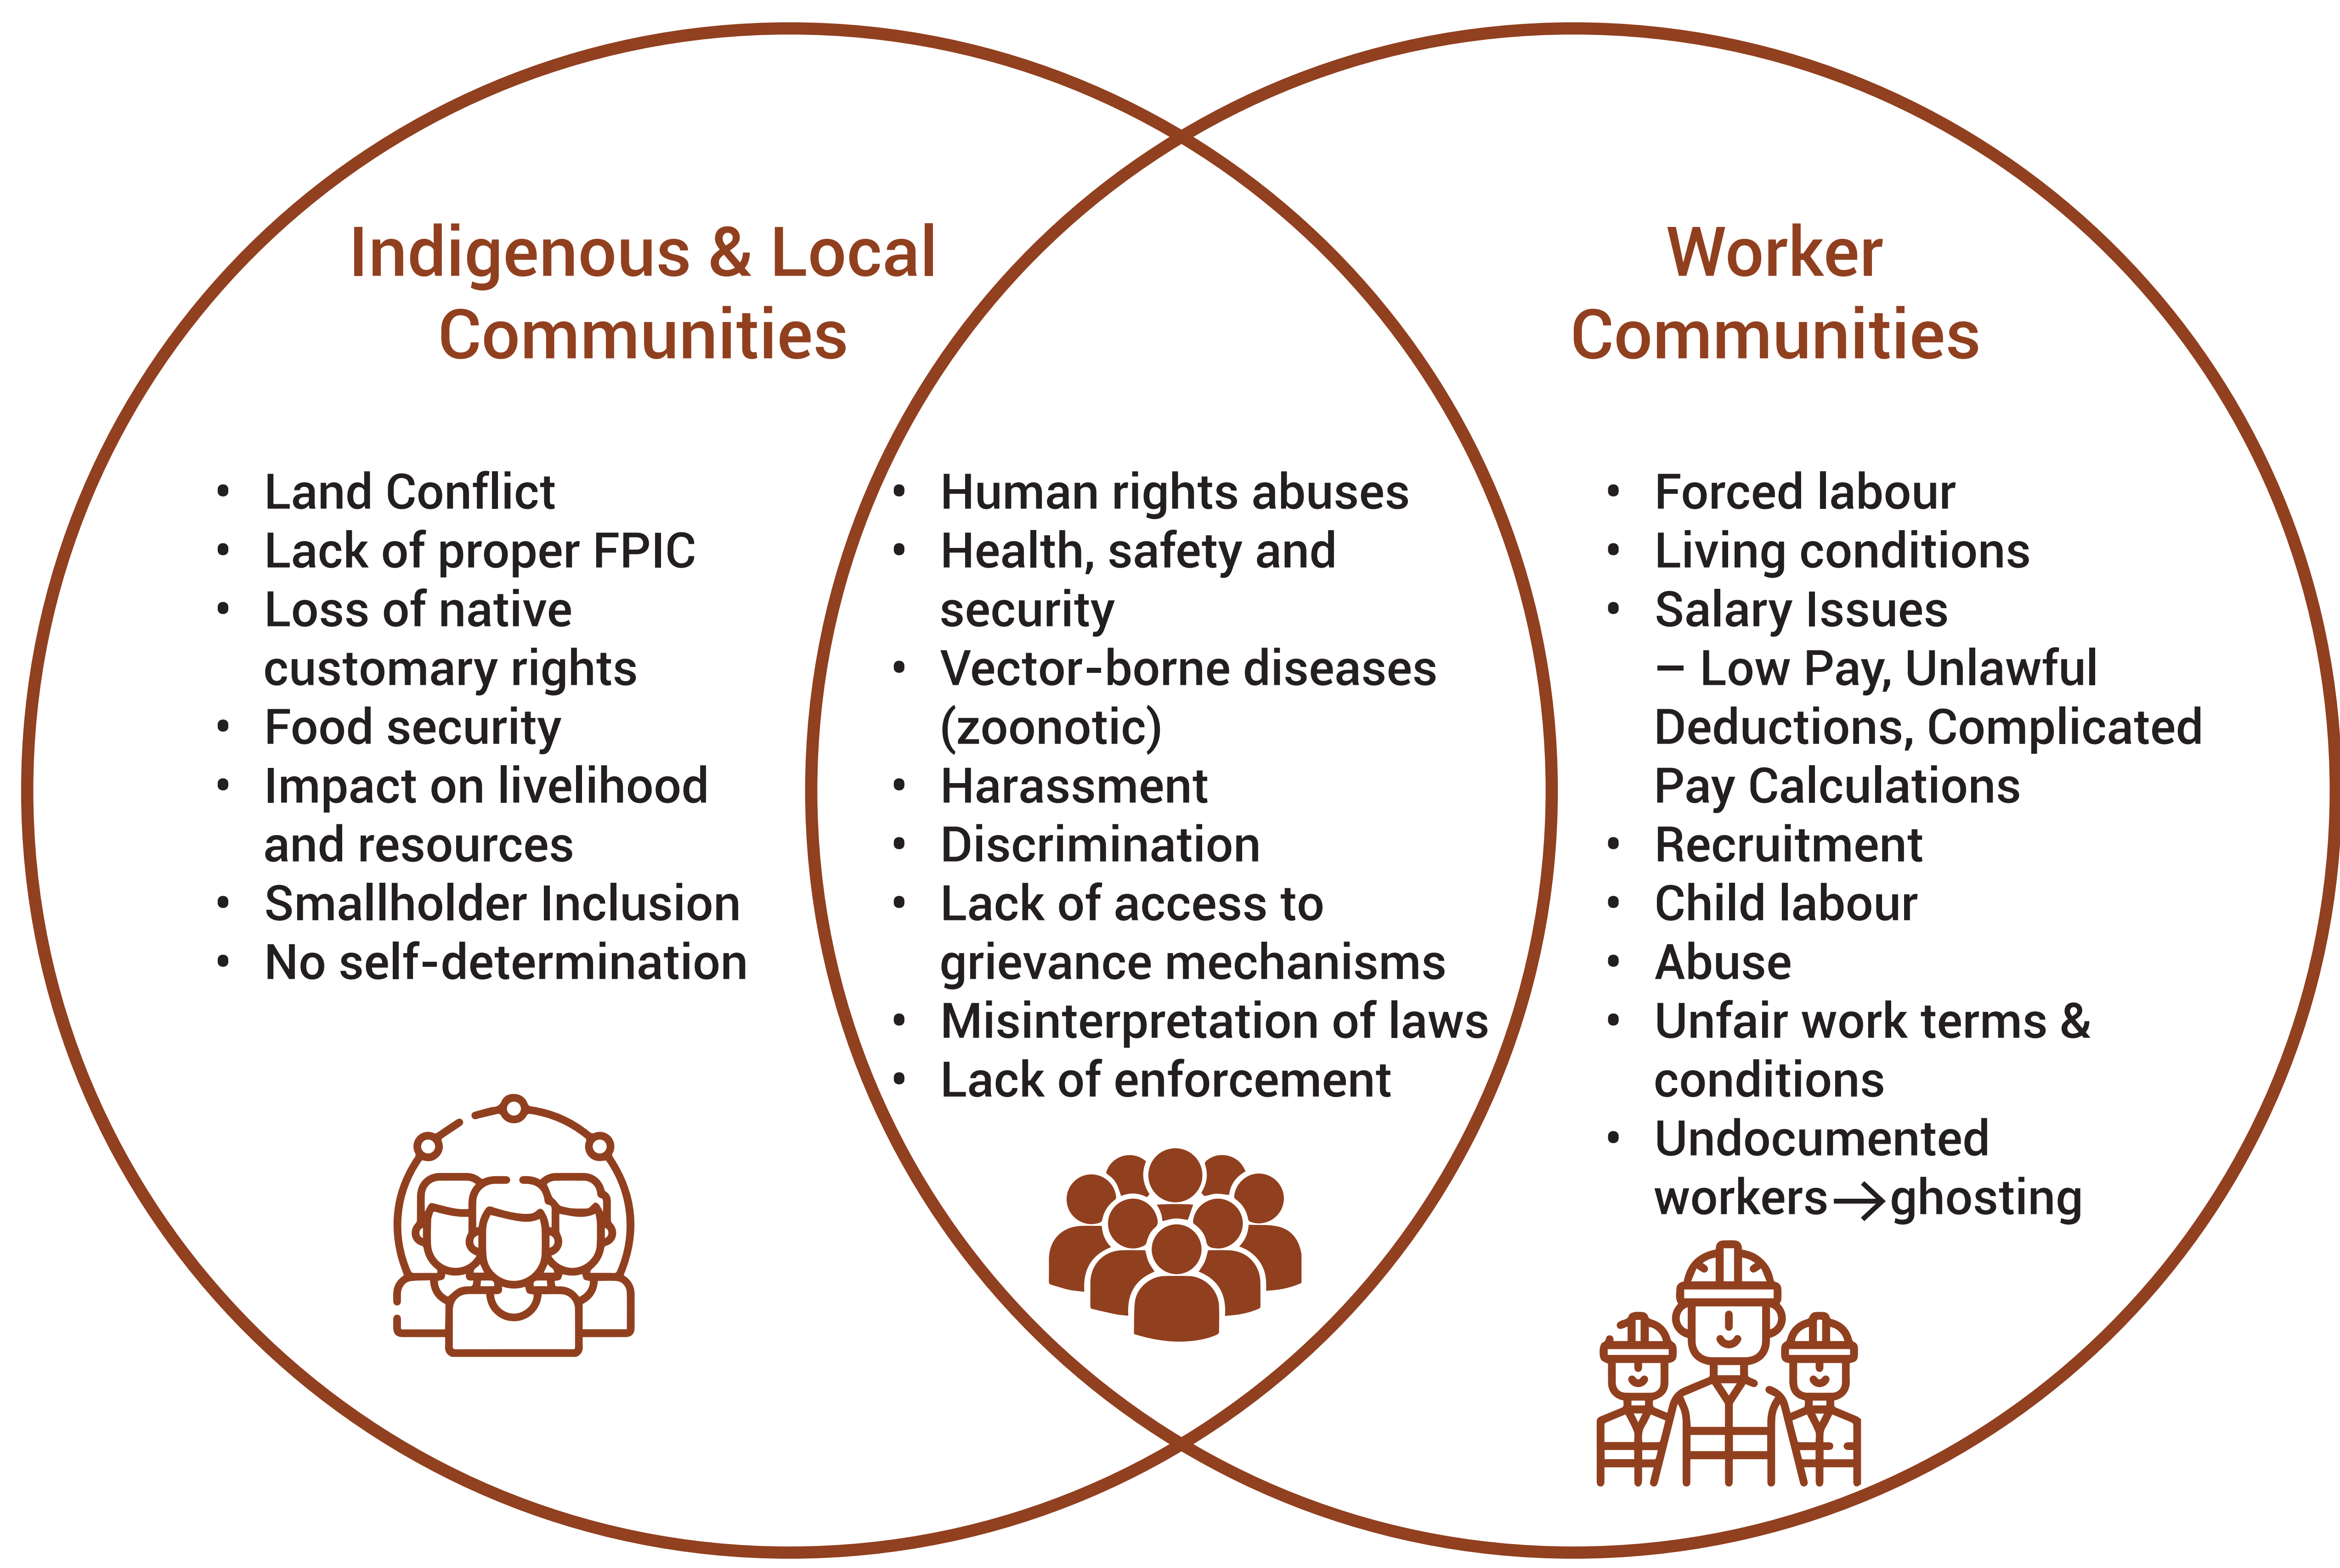 Indigenous & Local
Communities
• Land Conflict
• Lack of proper FPIC
• Loss of native
customary rights
• Food security
• Impact on livelihood
and resources
• Smallholder Inclusion
• No self-determination
• Human rights abuses
• Health, safety and
security
• Vector-borne diseases
(zoonotic)
• Harassment
• Discrimination
• Lack of access to
grievance mechanisms
• Misinterpretation of laws
• Lack of enforcement
Worker
Communities
• Forced labour
• Living conditions
• Salary Issues
– Low Pay, Unlawful
Deductions, Complicated
Pay Calculations
• Recruitment
• Child labour
• Abuse
• Unfair work terms &
conditions
• Undocumented
workers→ghosting